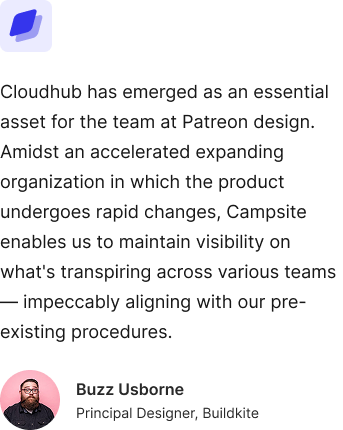 Cloudhub has emerged as an essential
asset for the team at Patreon design.
Amidst an accelerated expanding
organization in which the product
undergoes rapid changes, Campsite
enables us to maintain visibility on
what's transpiring across various teams
— impeccably aligning with our pre-
existing procedures.
Buzz Usborne
Principal Designer, Buildkite